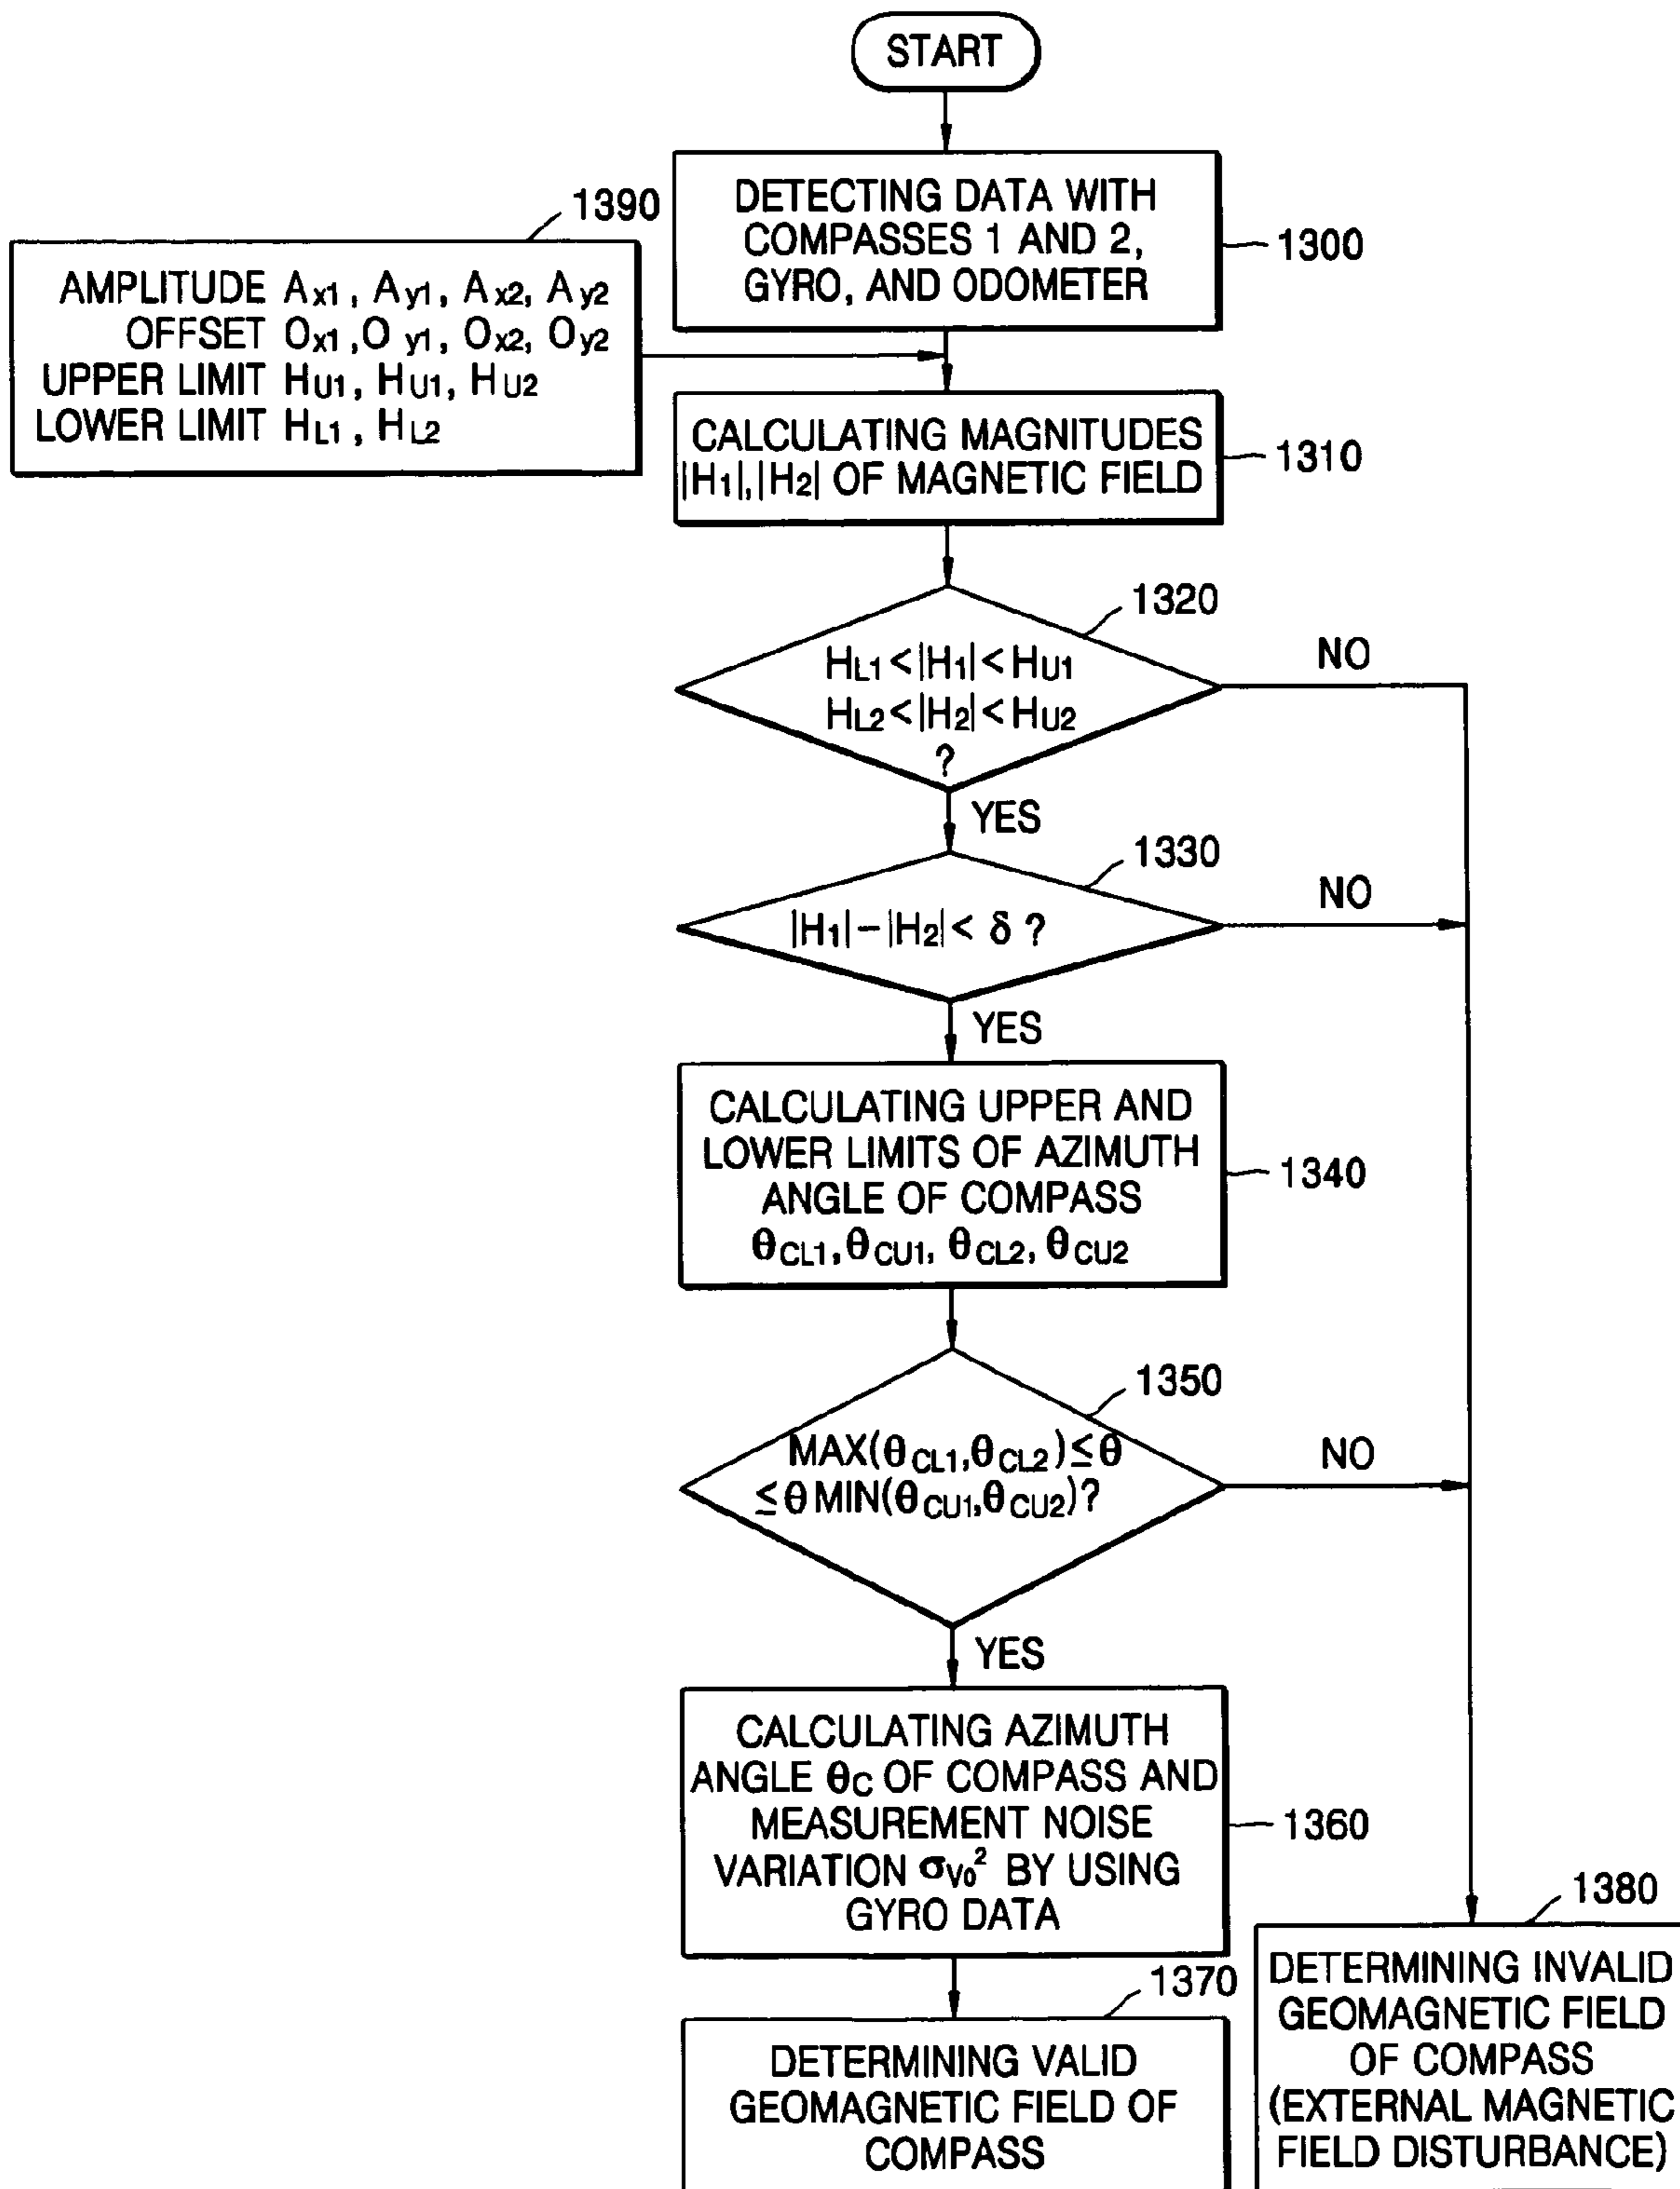 START
DETECTING DATA WITH
COMPASSES 1 AND 2,
GYRO, AND ODOMETER
1300
1390
AMPLITUDE Ax1, Ay1, Ax2, Ay2
OFFSET Ox1, Oy1, Ox2, Oy2
UPPER LIMIT HU1, HU1, HU2
LOWER LIMIT HL1, HL2
CALCULATING MAGNITUDES
|H1|,|H2| OF MAGNETIC FIELD
1310
1320
HL1<|H1|<HU1
HL2<|H2|<HU2
?
NO
YES
1330
|H1|-|H2|< δ ?
NO
YES
CALCULATING UPPER AND
LOWER LIMITS OF AZIMUTH
ANGLE OF COMPASS
θCL1,θCU1, θCL2, θCU2
1340
1350
MAX(θCL1,θCL2)≤θ
≤θ MIN(θCU1,θCU2)?
NO
YES
CALCULATING AZIMUTH
ANGLE θC OF COMPASS AND
MEASUREMENT NOISE
VARIATION σV0² BY USING
GYRO DATA
1360
1370
DETERMINING VALID
GEOMAGNETIC FIELD OF
COMPASS
1380
DETERMINING INVALID
GEOMAGNETIC FIELD
OF COMPASS
(EXTERNAL MAGNETIC
FIELD DISTURBANCE)